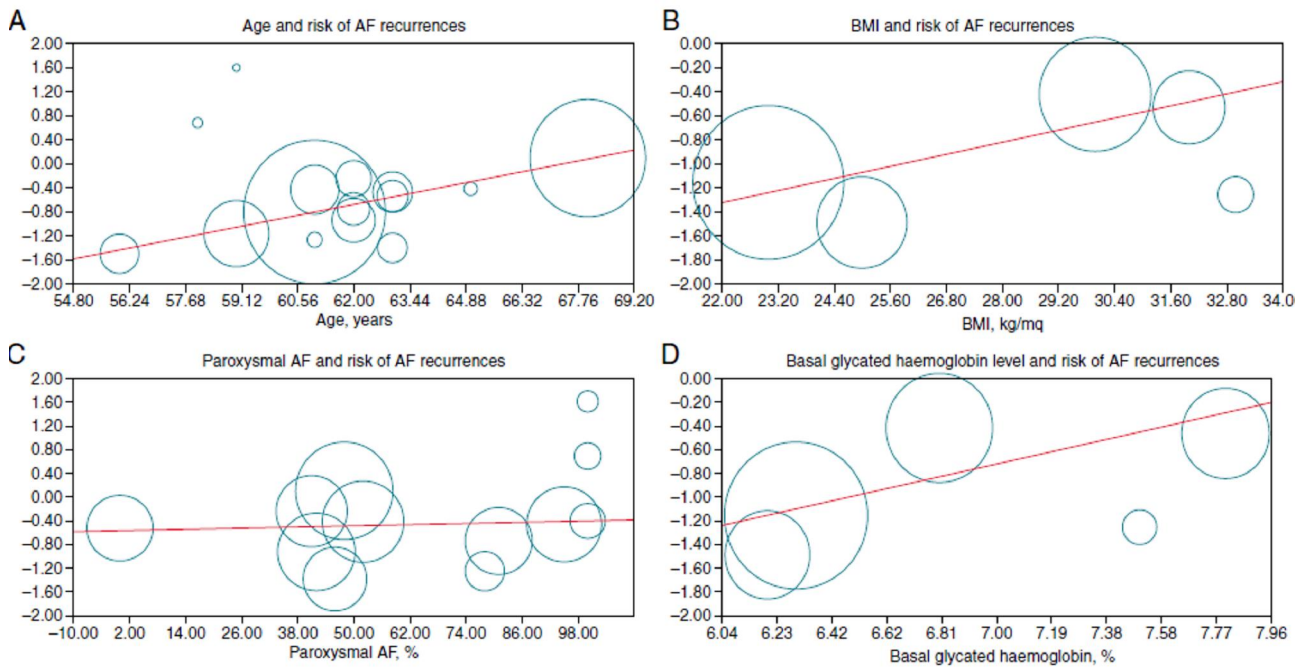 A
Age and risk of AF recurrences
2.00
1.60
1.20
0.80
0.40
0.00
−0.40
−0.80
−1.20
−1.60
−2.00
54.80 56.24 57.68 59.12 60.56 62.00 63.44 64.88 66.32 67.76 69.20
Age, years
B
BMI and risk of AF recurrences
0.00
−0.20
−0.40
−0.60
−0.80
−1.00
−1.20
−1.40
−1.60
−1.80
−2.00
22.00 23.20 24.40 25.60 26.80 28.00 29.20 30.40 31.60 32.80 34.0
BMI, kg/mq
C
Paroxysmal AF and risk of AF recurrences
2.00
1.60
1.20
0.80
0.40
0.00
−0.40
−0.80
−1.20
−1.60
−2.00
−10.00 2.00 14.00 26.00 38.00 50.00 62.00 74.00 86.00 98.00
Paroxysmal AF, %
D
Basal glycated haemoglobin level and risk of AF recurrences
0.00
−0.20
−0.40
−0.60
−0.80
−1.00
−1.20
−1.40
−1.60
−1.80
−2.00
6.04 6.23 6.42 6.62 6.81 7.00 7.19 7.38 7.58 7.77 7.96
Basal glycated haemoglobin, %